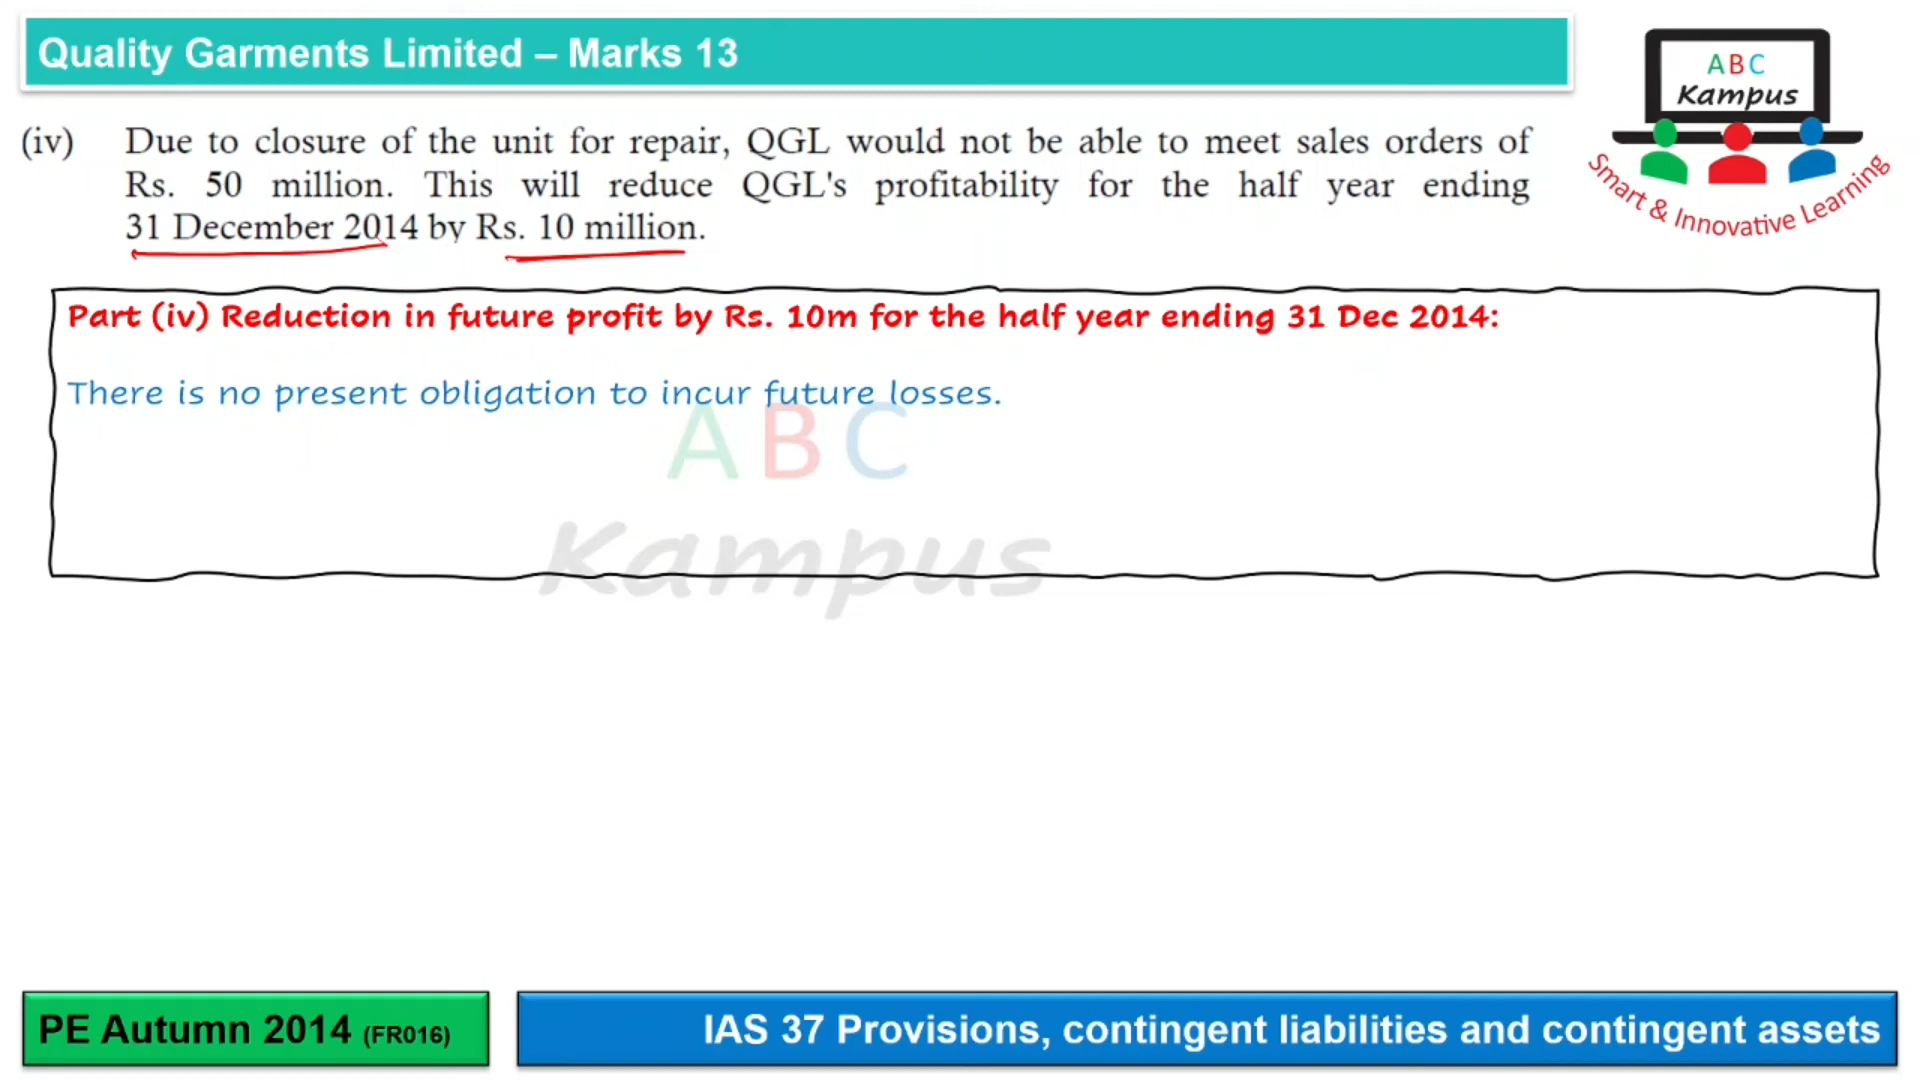 Quality Garments Limited – Marks 13
ABC
Kampus
Smart & Innovative Learning
(iv) Due to closure of the unit for repair, QGL would not be able to meet sales orders of
Rs. 50 million. This will reduce QGL's profitability for the half year ending
31 December 2014 by Rs. 10 million.
Part (iv) Reduction in future profit by Rs. 10m for the half year ending 31 Dec 2014:
There is no present obligation to incur future losses.
ABC
Kampus
PE Autumn 2014 (FR016)
IAS 37 Provisions, contingent liabilities and contingent assets